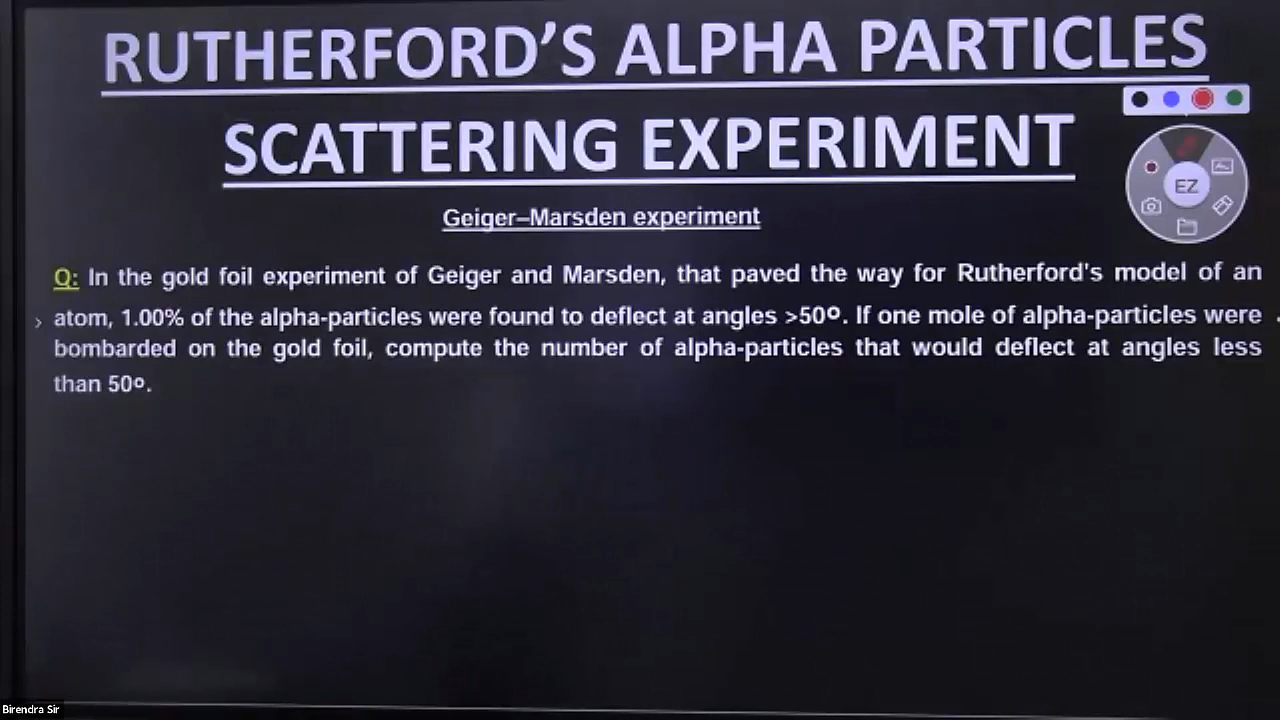 RUTHERFORD'S ALPHA PARTICLES
SCATTERING EXPERIMENT
EZ
Geiger–Marsden experiment
Q: In the gold foil experiment of Geiger and Marsden, that paved the way for Rutherford's model of an
atom, 1.00% of the alpha-particles were found to deflect at angles >50º. If one mole of alpha-particles were
bombarded on the gold foil, compute the number of alpha-particles that would deflect at angles less
than 50º.
Birendra Sir